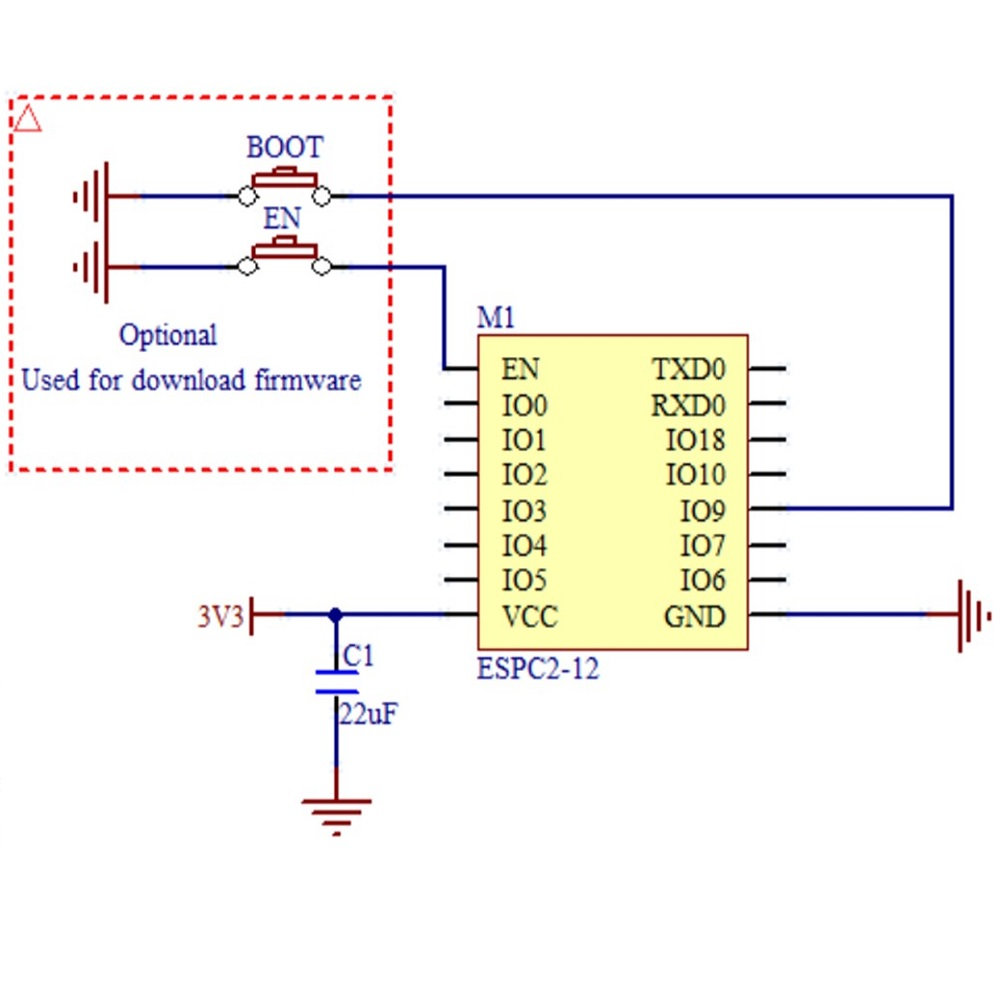 BOOT
EN
Optional
Used for download firmware
M1
EN
IO0
IO1
IO2
IO3
IO4
IO5
VCC
TXD0
RXD0
IO18
IO10
IO9
IO7
IO6
GND
ESPC2-12
3V3
C1
22uF